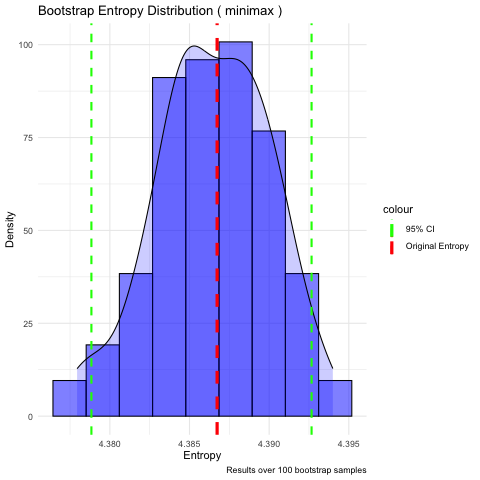 Bootstrap Entropy Distribution ( minimax )
100
75
50
25
0
Density
4.380 4.385 4.390 4.395
Entropy
colour
95% CI
Original Entropy
Results over 100 bootstrap samples